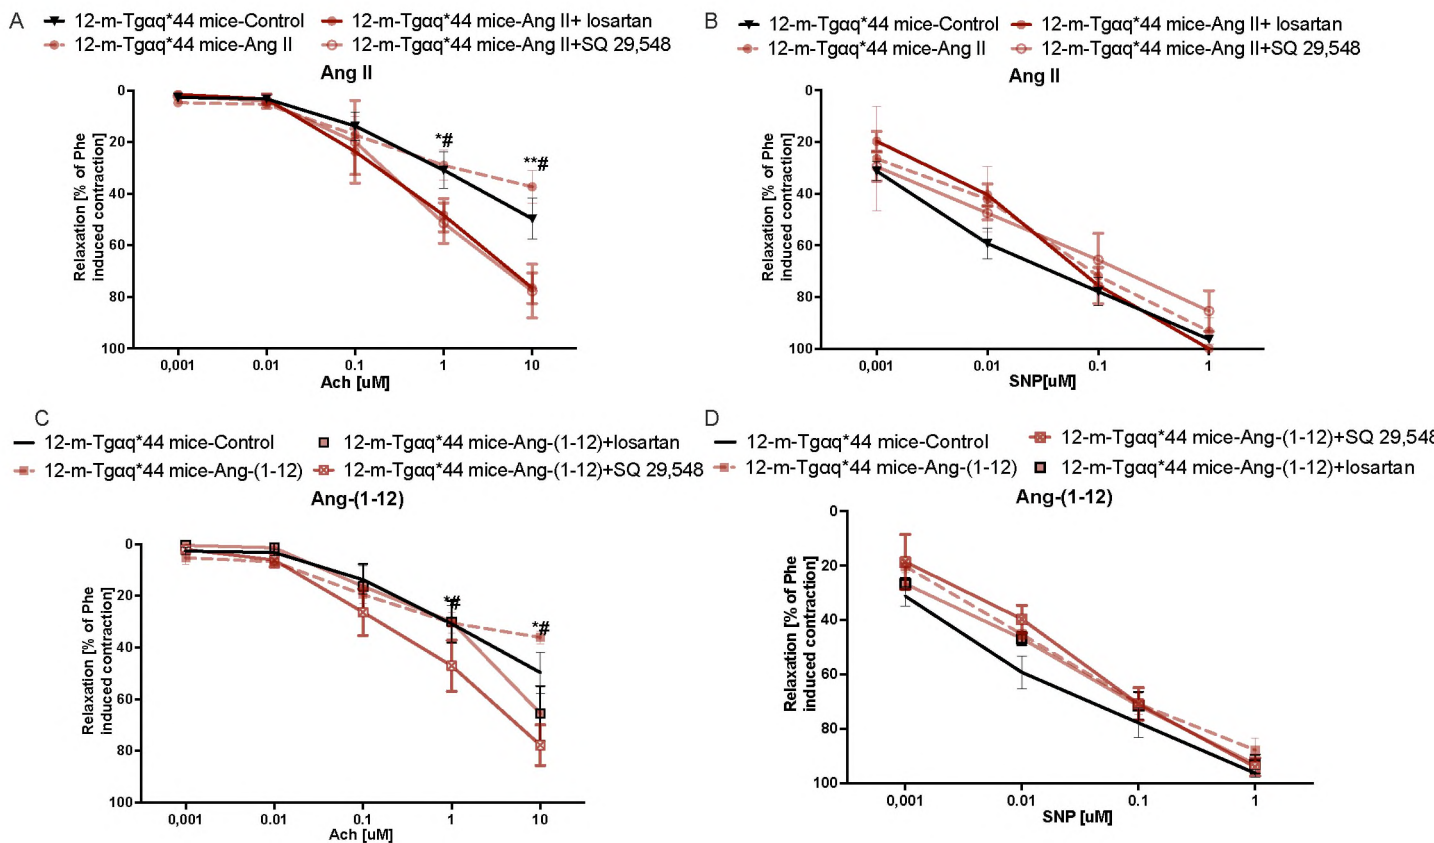 A
12-m-Tgαq*44 mice-Control
12-m-Tgαq*44 mice-Ang II+ losartan
12-m-Tgαq*44 mice-Ang II
12-m-Tgαq*44 mice-Ang II+SQ 29,548
Ang II
Relaxation [% of Phe
induced contraction]
0
20
40
60
80
100
*#
**#
0,001
0.01
0.1
1
10
Ach [uM]
B
12-m-Tgαq*44 mice-Control
12-m-Tgαq*44 mice-Ang II+ losartan
12-m-Tgαq*44 mice-Ang II
12-m-Tgαq*44 mice-Ang II+SQ 29,548
Ang II
Relaxation [% of Phe
induced contraction]
0
20
40
60
80
100
0,001
0.01
0.1
1
SNP[uM]
C
12-m-Tgαq*44 mice-Control
12-m-Tgαq*44 mice-Ang-(1-12)+losartan
12-m-Tgαq*44 mice-Ang-(1-12)
12-m-Tgαq*44 mice-Ang-(1-12)+SQ 29,548
Ang-(1-12)
Relaxation [% of Phe
induced contraction]
0
20
40
60
80
100
*#
*#
0,001
0.01
0.1
1
10
Ach [uM]
D
12-m-Tgαq*44 mice-Control
12-m-Tgαq*44 mice-Ang-(1-12)+SQ 29,548
12-m-Tgαq*44 mice-Ang-(1-12)
12-m-Tgαq*44 mice-Ang-(1-12)+losartan
Ang-(1-12)
Relaxation [% of Phe
induced contraction]
0
20
40
60
80
100
0,001
0.01
0.1
1
SNP [uM]